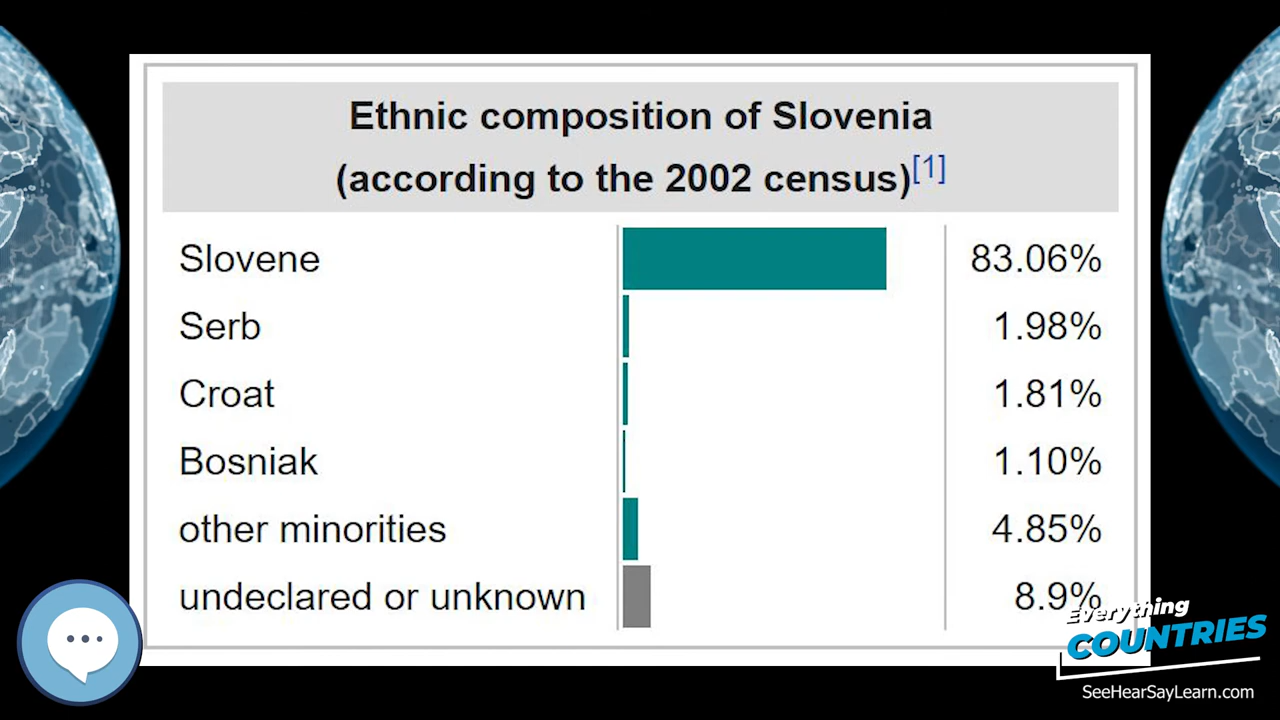 Ethnic composition of Slovenia
(according to the 2002 census)[1]
Slovene 83.06%
Serb 1.98%
Croat 1.81%
Bosniak 1.10%
other minorities 4.85%
undeclared or unknown 8.9%
Everything
COUNTRIES
SeeHearSayLearn.com